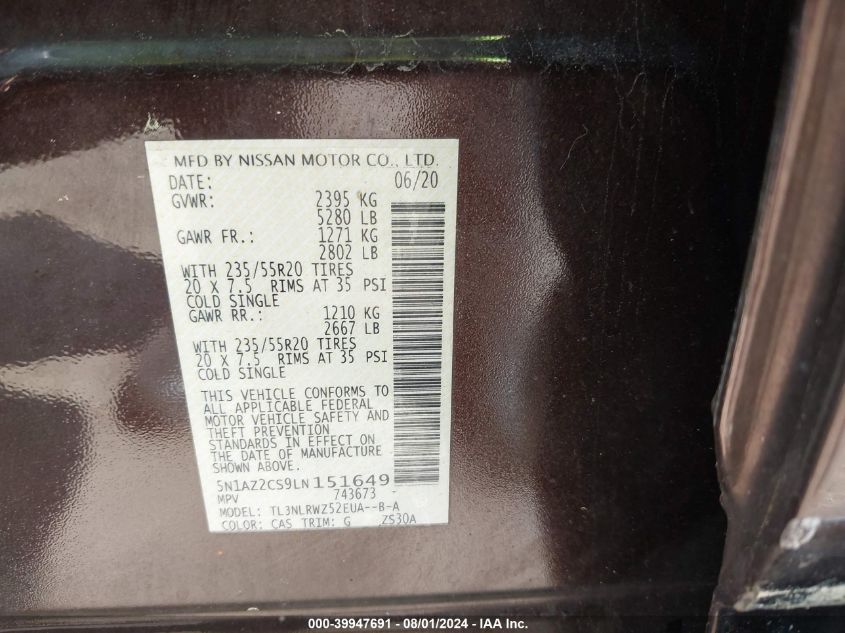 MFD BY NISSAN MOTOR CO., LTD.
DATE: 06/20
GVWR: 2395 KG
5280 LB
GAWR FR.: 1271 KG
2802 LB
WITH 235/55R20 TIRES
20 X 7.5 RIMS AT 35 PSI
COLD SINGLE
GAWR RR.: 1210 KG
2667 LB
WITH 235/55R20 TIRES
20 X 7.5 RIMS AT 35 PSI
COLD SINGLE
THIS VEHICLE CONFORMS TO
ALL APPLICABLE FEDERAL
MOTOR VEHICLE SAFETY AND
THEFT PREVENTION
STANDARDS IN EFFECT ON
THE DATE OF MANUFACTURE
SHOWN ABOVE.
5N1AZ2CS9LN 151649
MPV 743673 -
MODEL: TL3NLRWZ52EUA--B-A
COLOR: CAS TRIM: G ZS30A
000-39947691 - 08/01/2024 - IAA Inc.